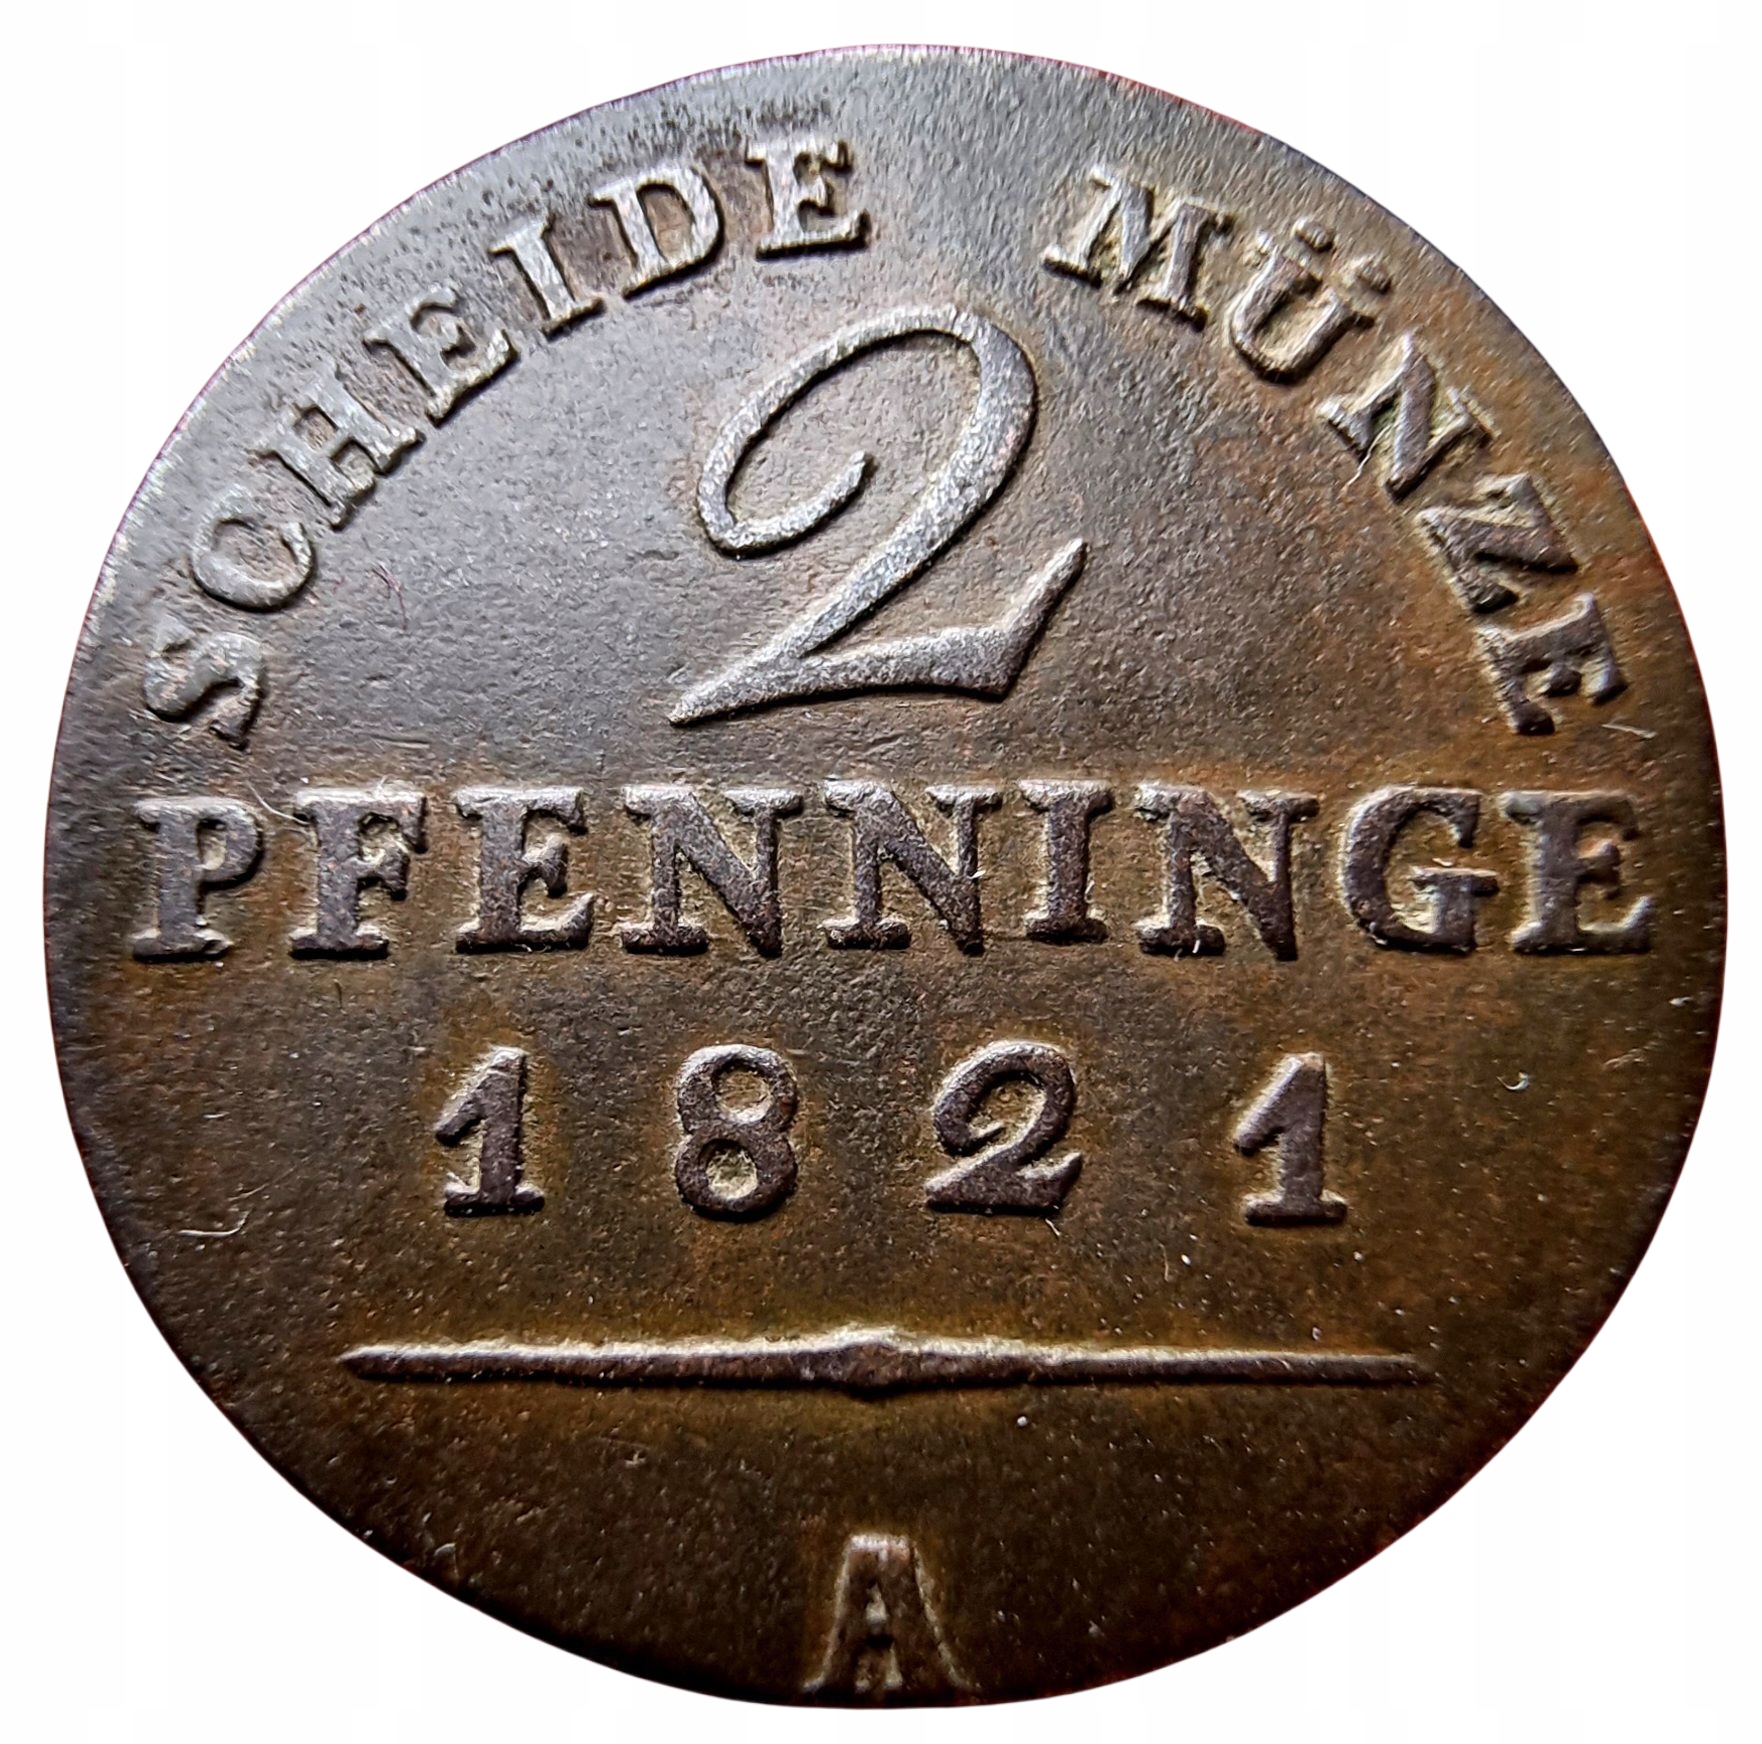 SCHEIDE MÜNZE
2
PFENNINGE
1821
A